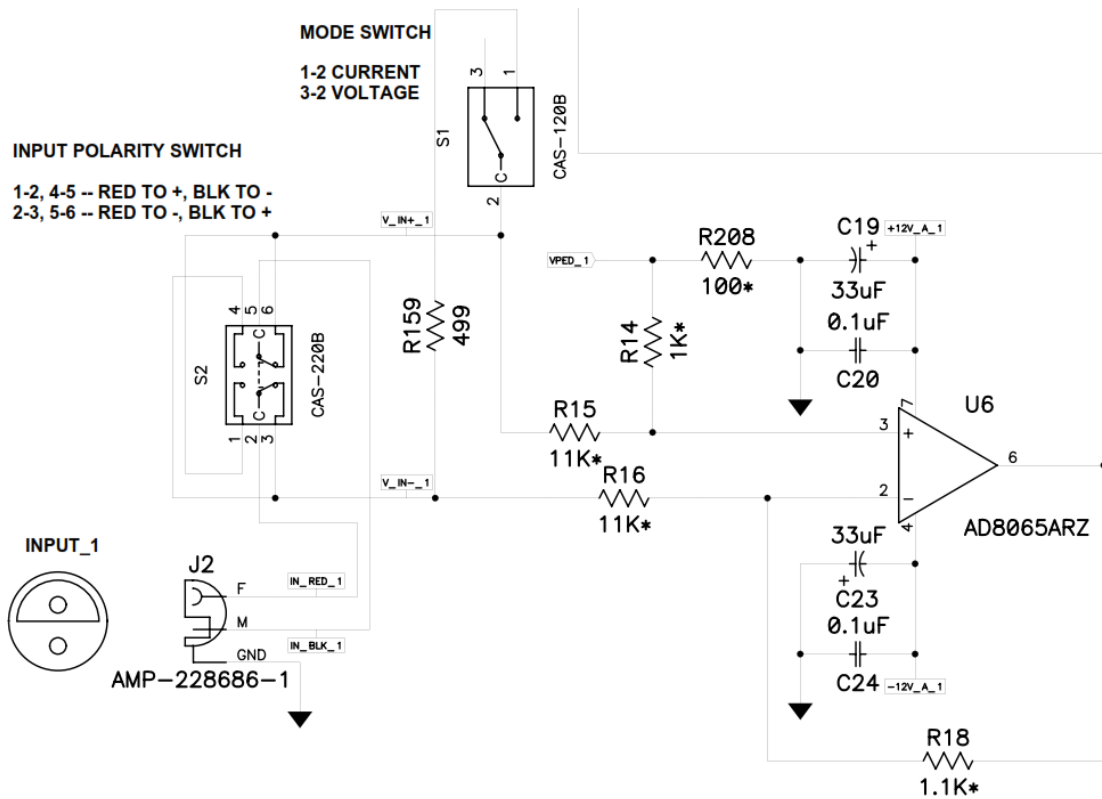 MODE SWITCH
1-2 CURRENT
3-2 VOLTAGE
3
1
S1
CAS-120B
C
2
INPUT POLARITY SWITCH
1-2, 4-5 -- RED TO +, BLK TO -
2-3, 5-6 -- RED TO -, BLK TO +
V_IN+_1
4
5
6
C
S2
CAS-220B
C
1
2
3
R159
499
V_IN-_1
VPED_1
R208
100*
R14
1K*
C19
+
+12V_A_1
33uF
0.1uF
C20
R15
11K*
R16
11K*
U6
7
3
+
6
2
-
4
AD8065ARZ
33uF
+
C23
0.1uF
C24
-12V_A_1
R18
1.1K*
INPUT_1
J2
F
IN_RED_1
M
IN_BLK_1
GND
AMP-228686-1